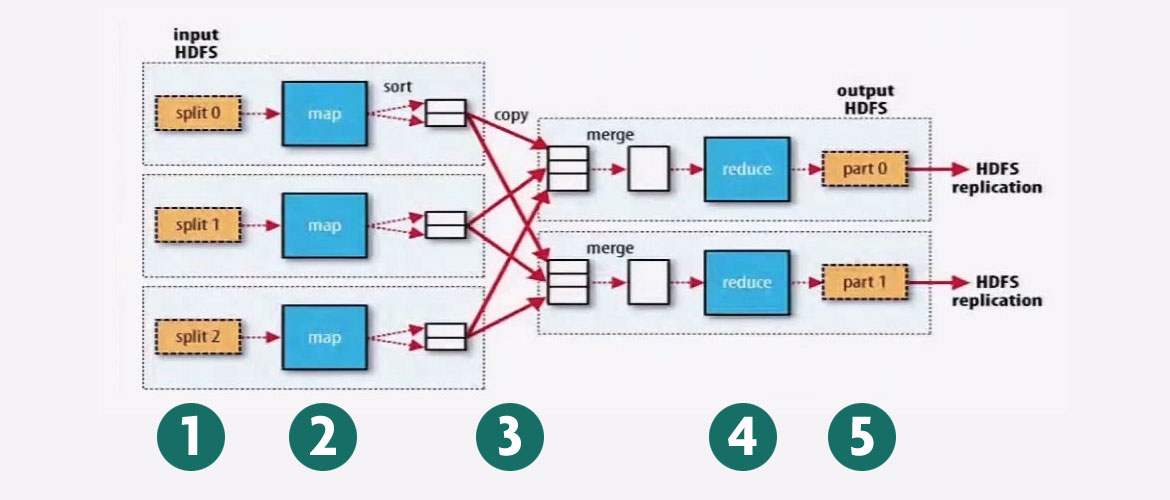 input
HDFS
split 0
map
sort
copy
split 1
map
split 2
map
output
HDFS
merge
reduce
part 0
HDFS
replication
merge
reduce
part 1
HDFS
replication
1
2
3
4
5